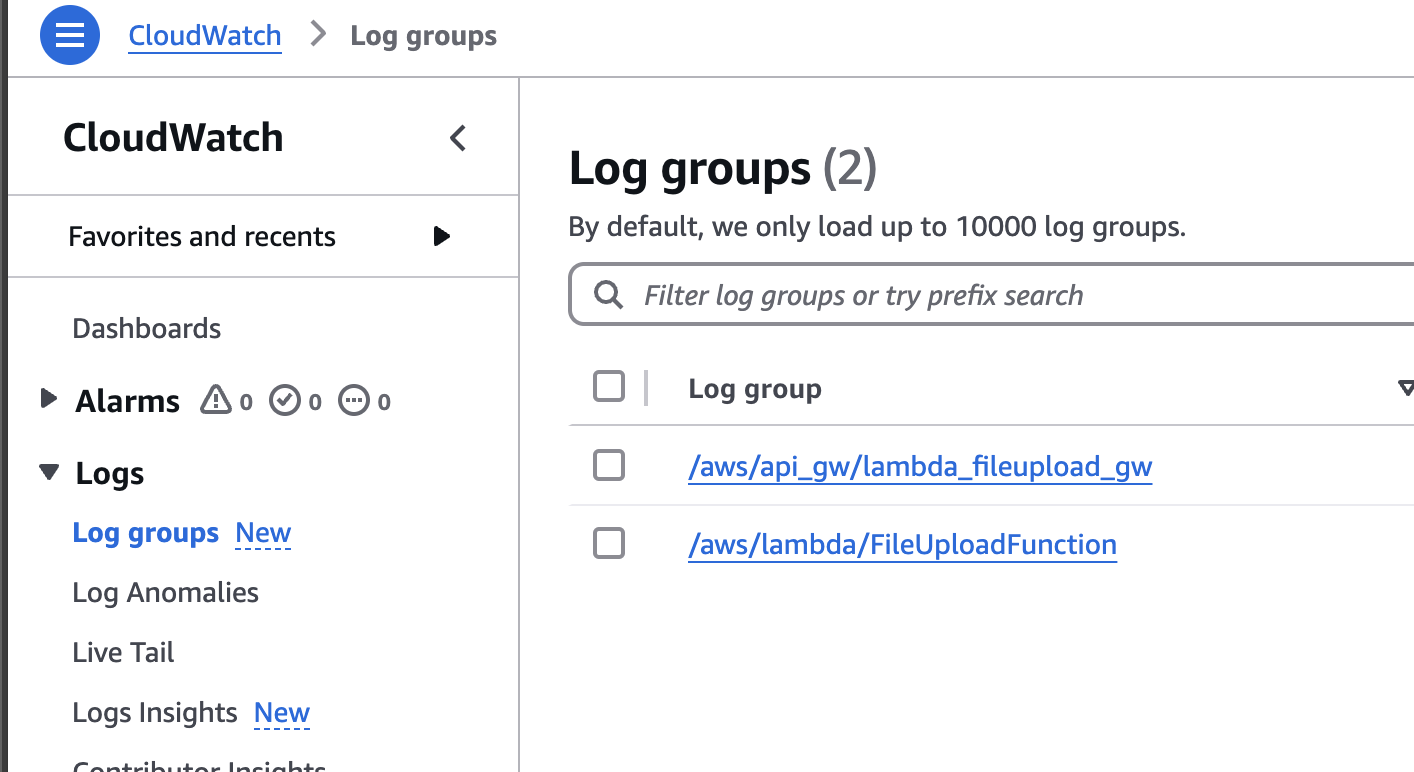 CloudWatch > Log groups
CloudWatch
Favorites and recents
Dashboards
Alarms 0 0 0
Logs
Log groups New
Log Anomalies
Live Tail
Logs Insights New
Contributor Insights
Log groups (2)
By default, we only load up to 10000 log groups.
Filter log groups or try prefix search
Log group
/aws/api_gw/lambda_fileupload_gw
/aws/lambda/FileUploadFunction